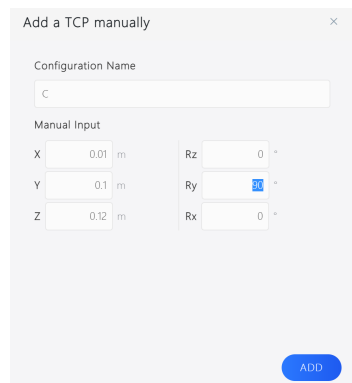 Add a TCP manually ×
Configuration Name
C
Manual Input
X 0.01 m Rz 0 °
Y 0.1 m Ry 90 °
Z 0.12 m Rx 0 °
ADD